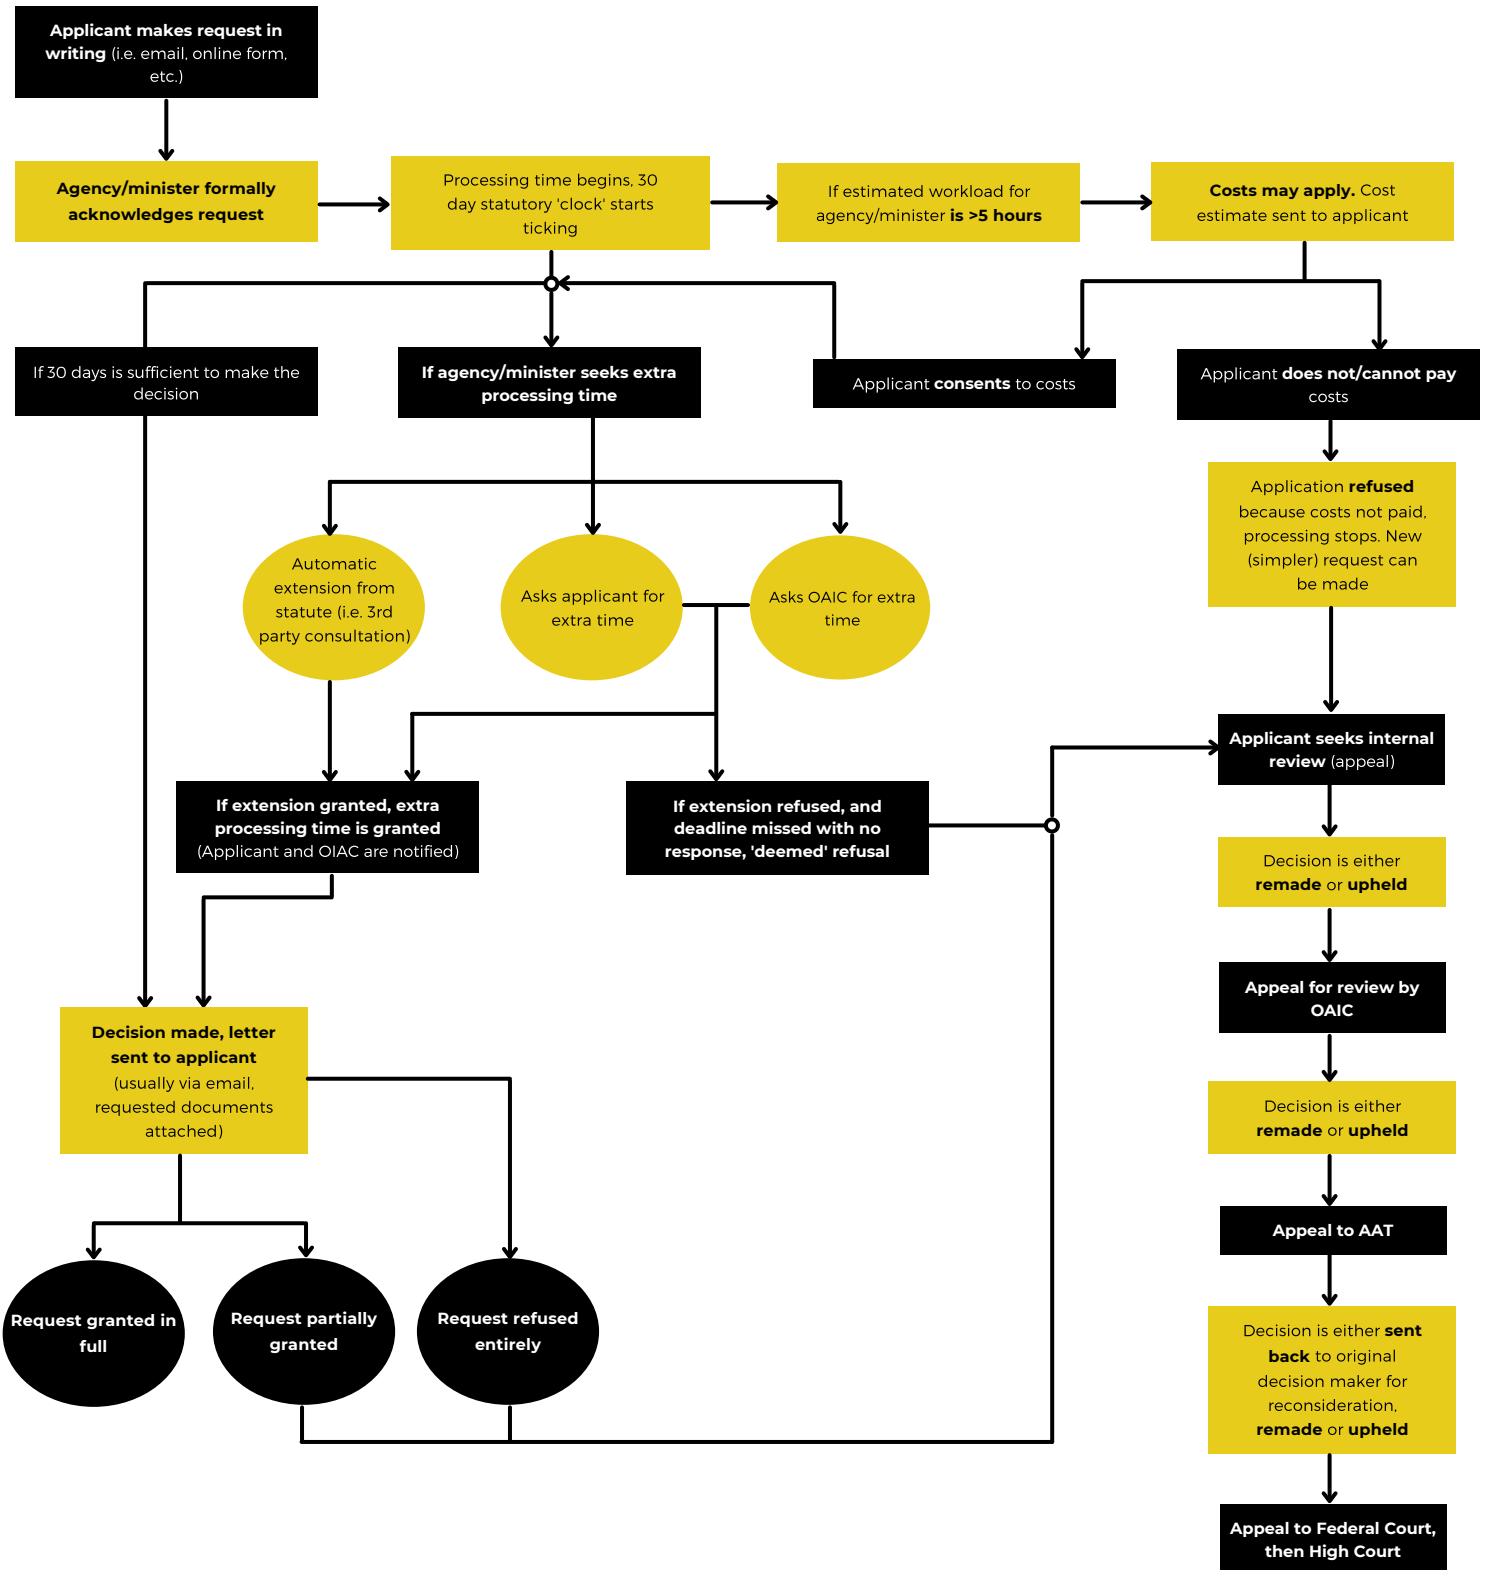 Applicant makes request in
writing (i.e. email, online form,
etc.)
Agency/minister formally
acknowledges request
Processing time begins, 30
day statutory 'clock' starts
ticking
If estimated workload for
agency/minister is >5 hours
Costs may apply. Cost
estimate sent to applicant
If 30 days is sufficient to make the
decision
If agency/minister seeks extra
processing time
Applicant consents to costs
Applicant does not/cannot pay
costs
Application refused
because costs not paid,
processing stops. New
(simpler) request can
be made
Automatic
extension from
statute (i.e. 3rd
party consultation)
Asks applicant for
extra time
Asks OAIC for extra
time
Applicant seeks internal
review (appeal)
If extension granted, extra
processing time is granted
(Applicant and OIAC are notified)
If extension refused, and
deadline missed with no
response, 'deemed' refusal
Decision is either
remade or upheld
Appeal for review by
OAIC
Decision made, letter
sent to applicant
(usually via email,
requested documents
attached)
Decision is either
remade or upheld
Appeal to AAT
Request granted in
full
Request partially
granted
Request refused
entirely
Decision is either sent
back to original
decision maker for
reconsideration,
remade or upheld
Appeal to Federal Court,
then High Court